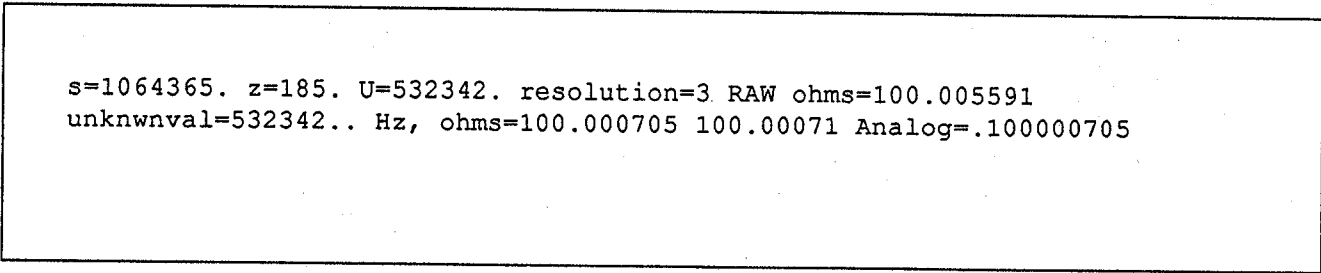 s=1064365. z=185. U=532342. resolution=3 RAW ohms=100.005591
unknwnval=532342.. Hz, ohms=100.000705 100.00071 Analog=.100000705